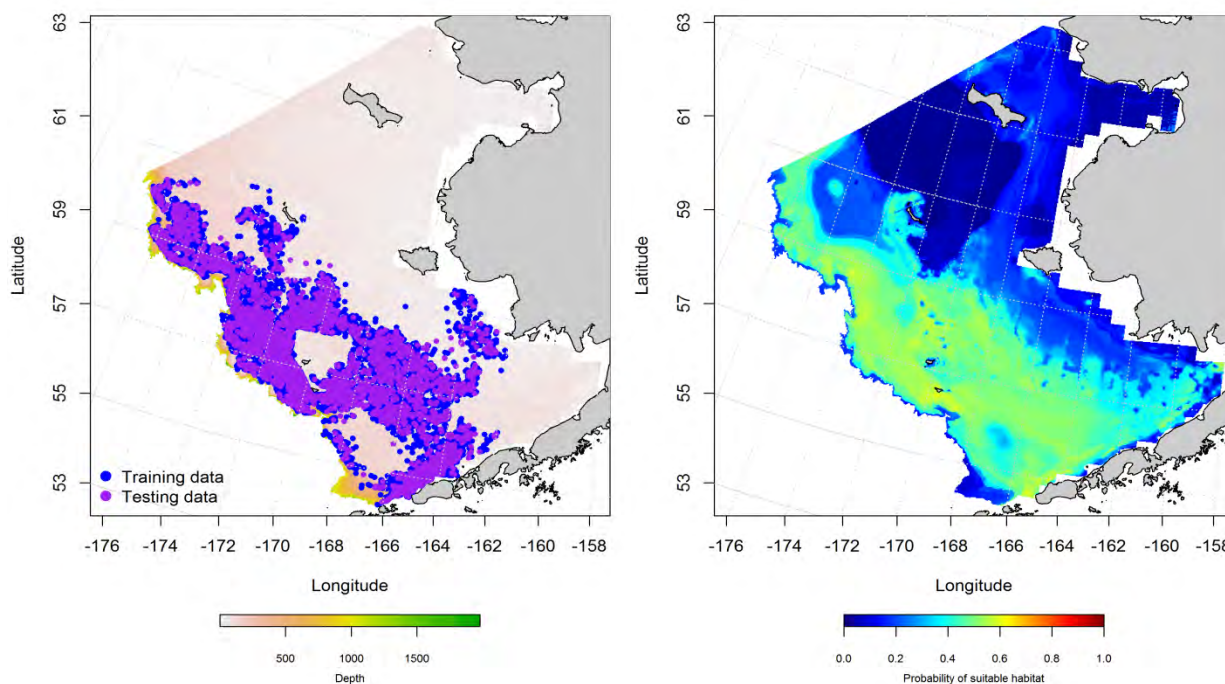 63
61
59
57
55
53
Latitude
Training data
Testing data
-176 -174 -172 -170 -168 -166 -164 -162 -160 -158
Longitude
500 1000 1500
Depth
63
61
59
57
55
53
Latitude
-176 -174 -172 -170 -168 -166 -164 -162 -160 -158
Longitude
0.0 0.2 0.4 0.6 0.8 1.0
Probability of suitable habitat